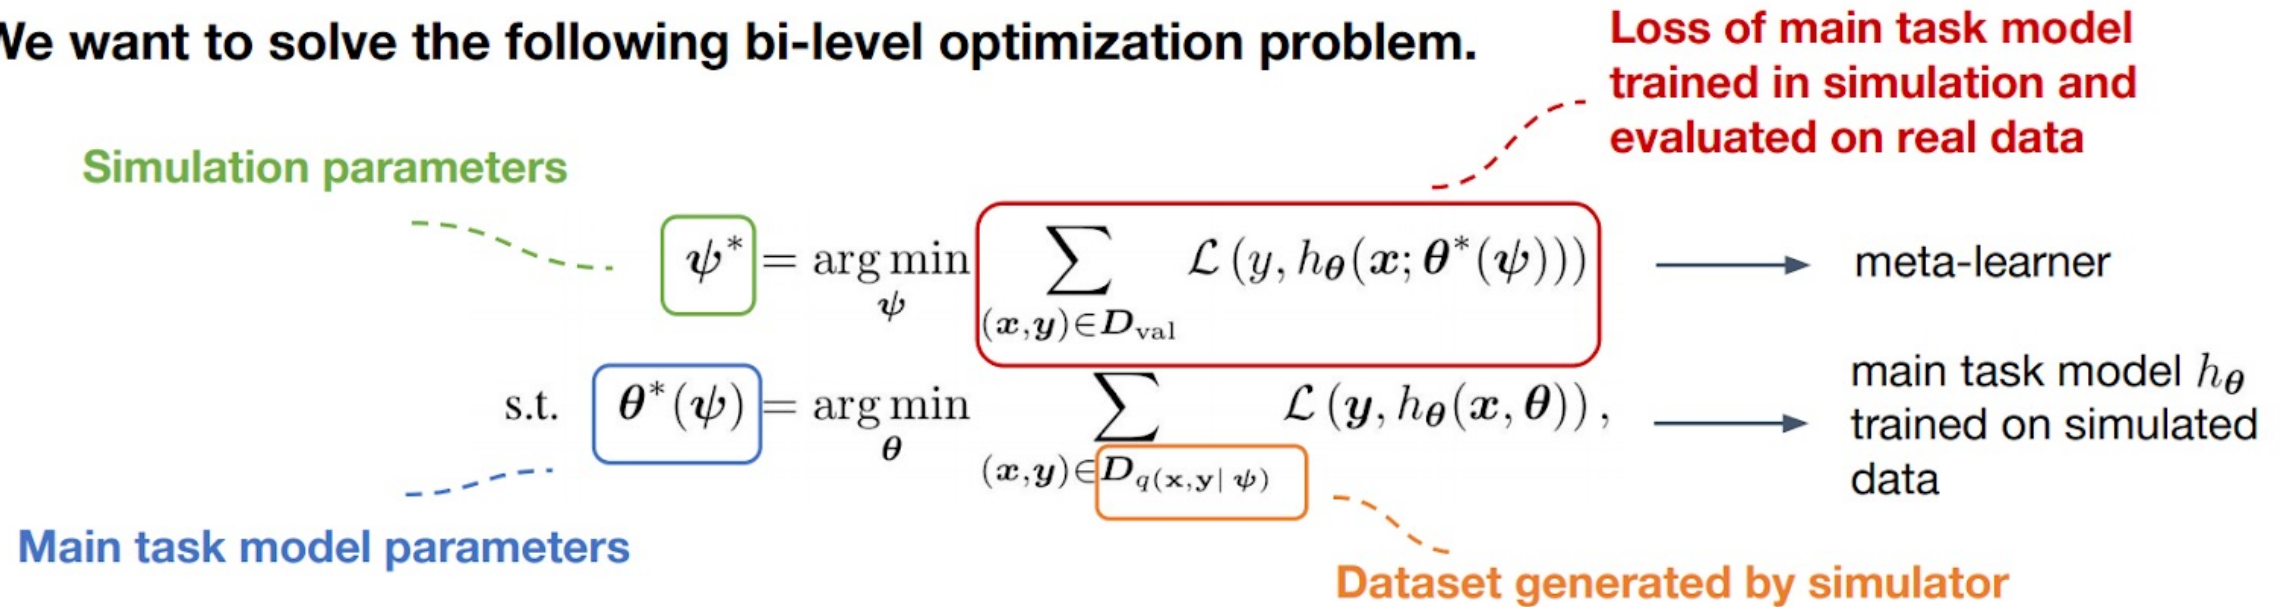 We want to solve the following bi-level optimization problem.
Loss of main task model
trained in simulation and
evaluated on real data
Simulation parameters
ψ* = arg min_ψ ∑_{(x,y)∈D_val} ℒ(y, h_θ(x; θ*(ψ)))
meta-learner
s.t. θ*(ψ) = arg min_θ ∑_{(x,y)∈D_{q(x,y| ψ)}} ℒ(y, h_θ(x, θ)),
main task model h_θ
trained on simulated
data
Main task model parameters
Dataset generated by simulator